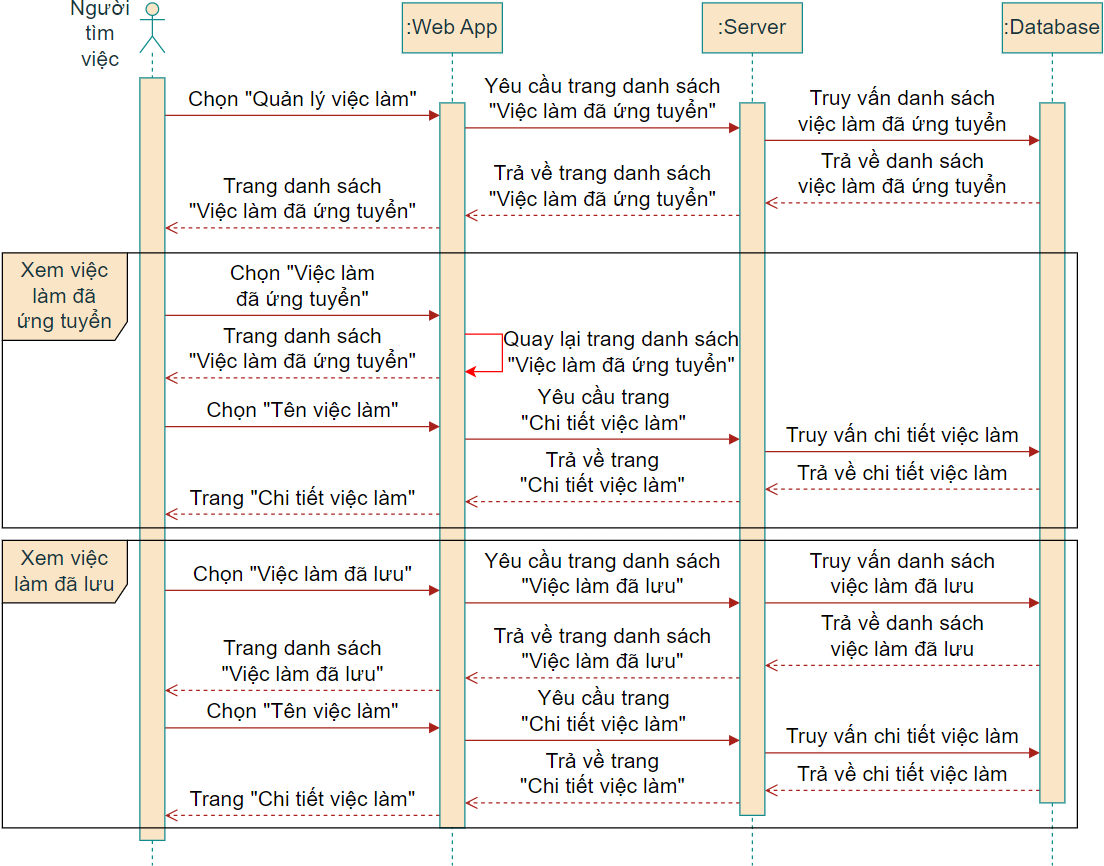 Người
tìm
việc
:Web App
:Server
:Database
Chọn "Quản lý việc làm"
Yêu cầu trang danh sách
"Việc làm đã ứng tuyển"
Truy vấn danh sách
việc làm đã ứng tuyển
Trả về danh sách
việc làm đã ứng tuyển
Trả về trang danh sách
"Việc làm đã ứng tuyển"
Trang danh sách
"Việc làm đã ứng tuyển"
Xem việc
làm đã
ứng tuyển
Chọn "Việc làm
đã ứng tuyển"
Quay lại trang danh sách
"Việc làm đã ứng tuyển"
Trang danh sách
"Việc làm đã ứng tuyển"
Chọn "Tên việc làm"
Yêu cầu trang
"Chi tiết việc làm"
Truy vấn chi tiết việc làm
Trả về chi tiết việc làm
Trả về trang
"Chi tiết việc làm"
Trang "Chi tiết việc làm"
Xem việc
làm đã lưu
Chọn "Việc làm đã lưu"
Yêu cầu trang danh sách
"Việc làm đã lưu"
Truy vấn danh sách
việc làm đã lưu
Trả về danh sách
việc làm đã lưu
Trả về trang danh sách
"Việc làm đã lưu"
Trang danh sách
"Việc làm đã lưu"
Chọn "Tên việc làm"
Yêu cầu trang
"Chi tiết việc làm"
Truy vấn chi tiết việc làm
Trả về chi tiết việc làm
Trả về trang
"Chi tiết việc làm"
Trang "Chi tiết việc làm"